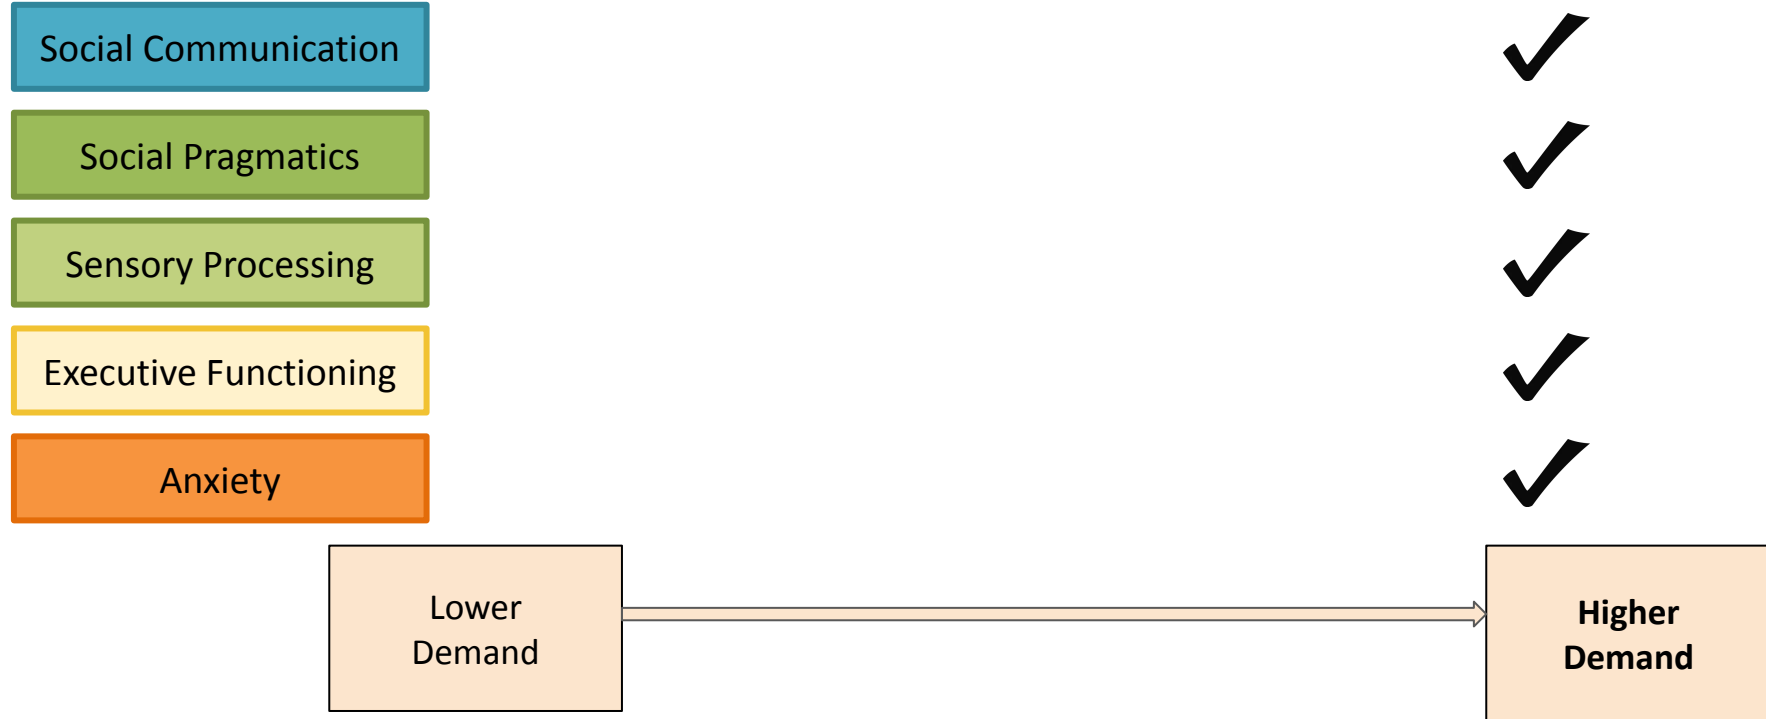 Social Communication
Social Pragmatics
Sensory Processing
Executive Functioning
Anxiety
Lower
Demand
Higher
Demand